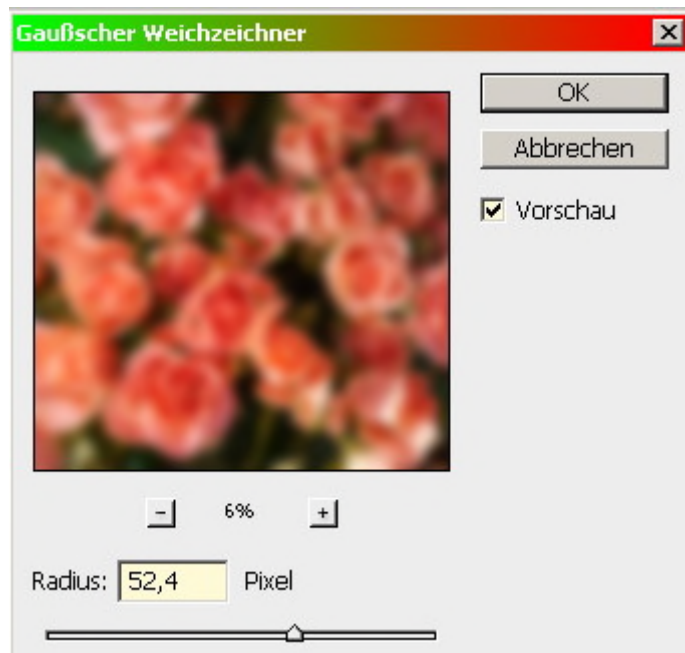 Gaußscher Weichzeichner
OK
Abbrechen
Vorschau
- 6% +
Radius: 52,4 Pixel